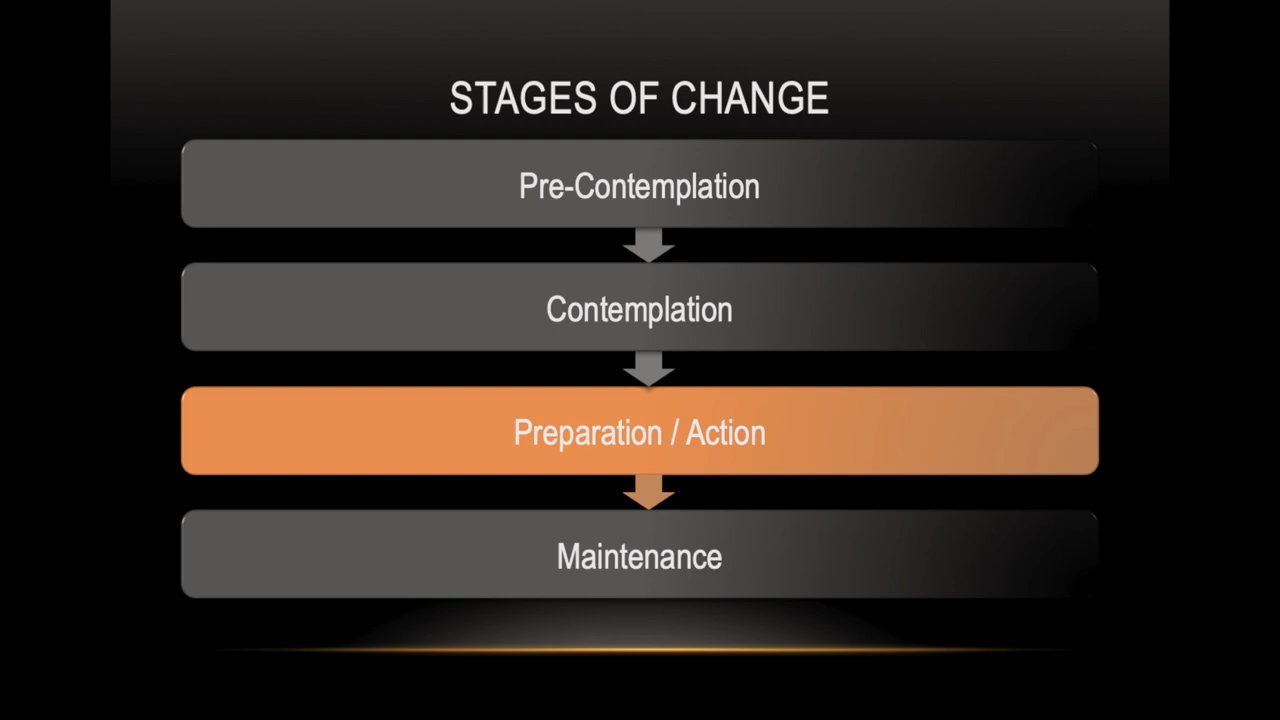 STAGES OF CHANGE
Pre-Contemplation
Contemplation
Preparation / Action
Maintenance